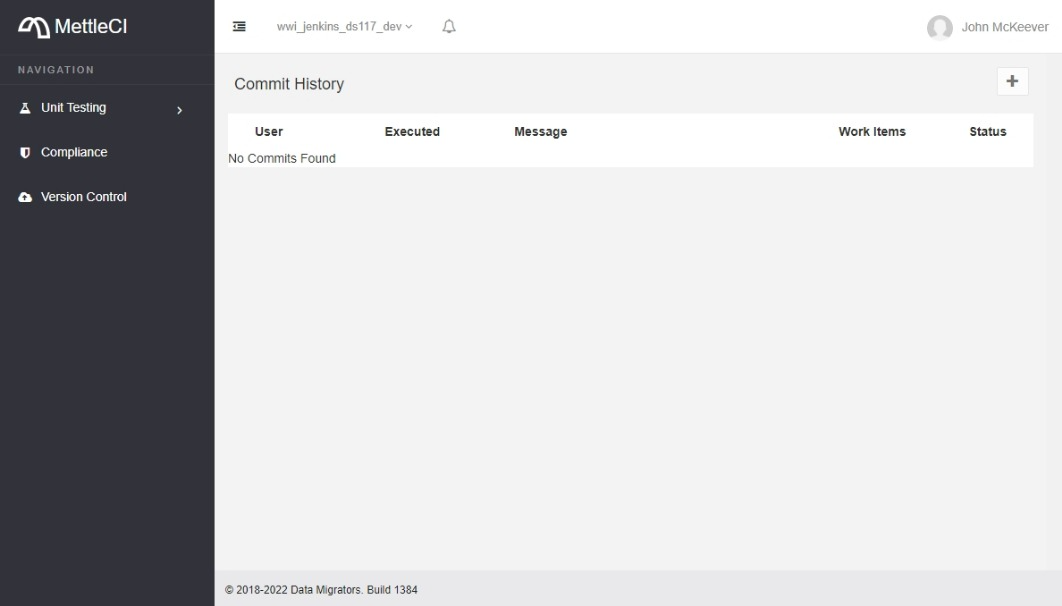 MettleCI
wwi_jenkins_ds117_dev
John McKeever
NAVIGATION
Unit Testing
Compliance
Version Control
Commit History
User Executed Message Work Items Status
No Commits Found
© 2018-2022 Data Migrators. Build 1384